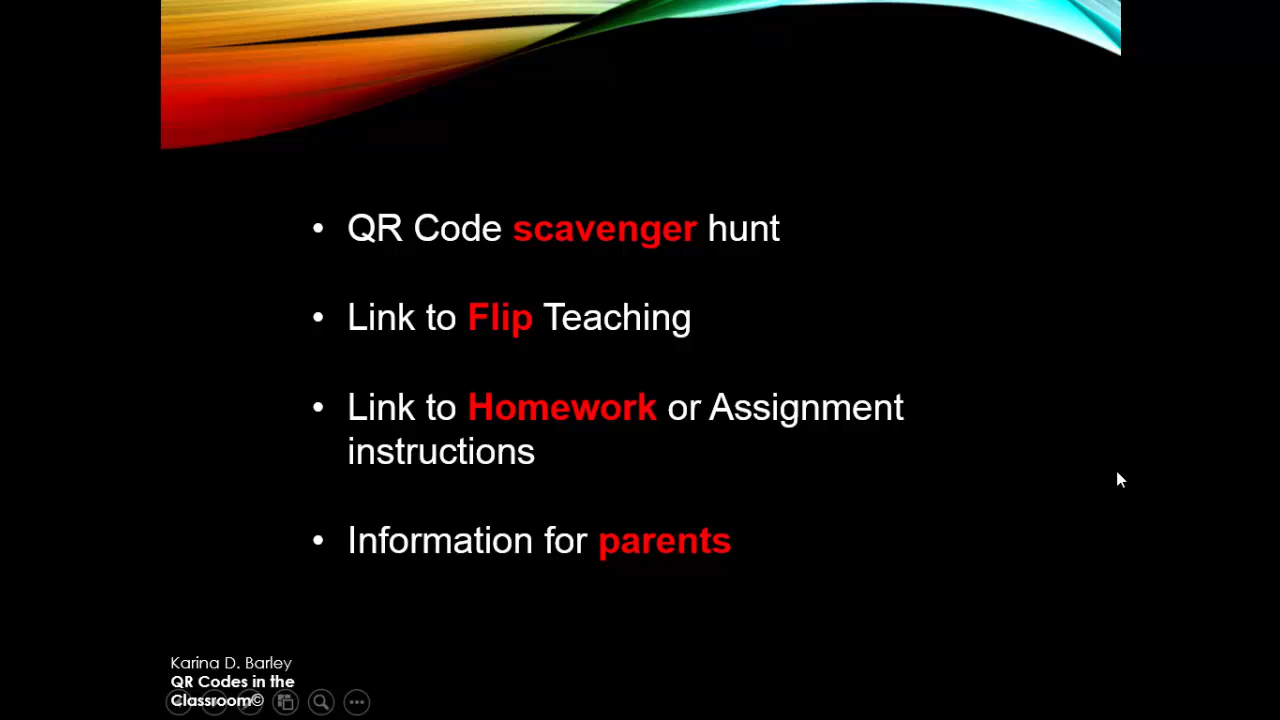 • QR Code scavenger hunt
• Link to Flip Teaching
• Link to Homework or Assignment
instructions
• Information for parents
Karina D. Barley
QR Codes in the
Classroom©